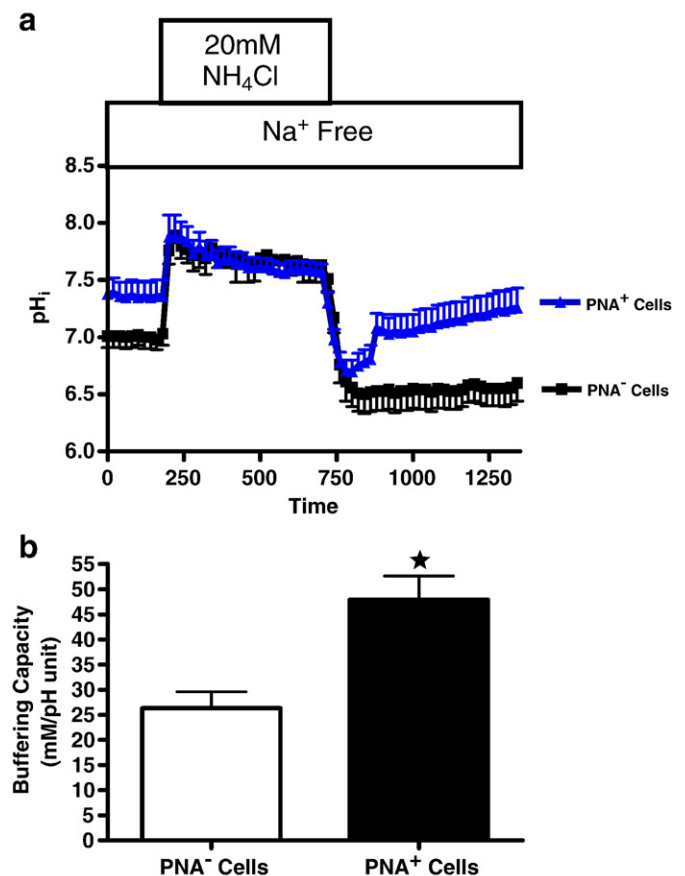 a
20mM
NH₄Cl
Na⁺ Free
8.5
8.0
7.5
7.0
6.5
6.0
pHᵢ
0 250 500 750 1000 1250
Time
PNA⁺ Cells
PNA⁻ Cells
b
55
50
45
40
35
30
25
20
15
10
5
0
Buffering Capacity
(mM/pH unit)
★
PNA⁻ Cells PNA⁺ Cells